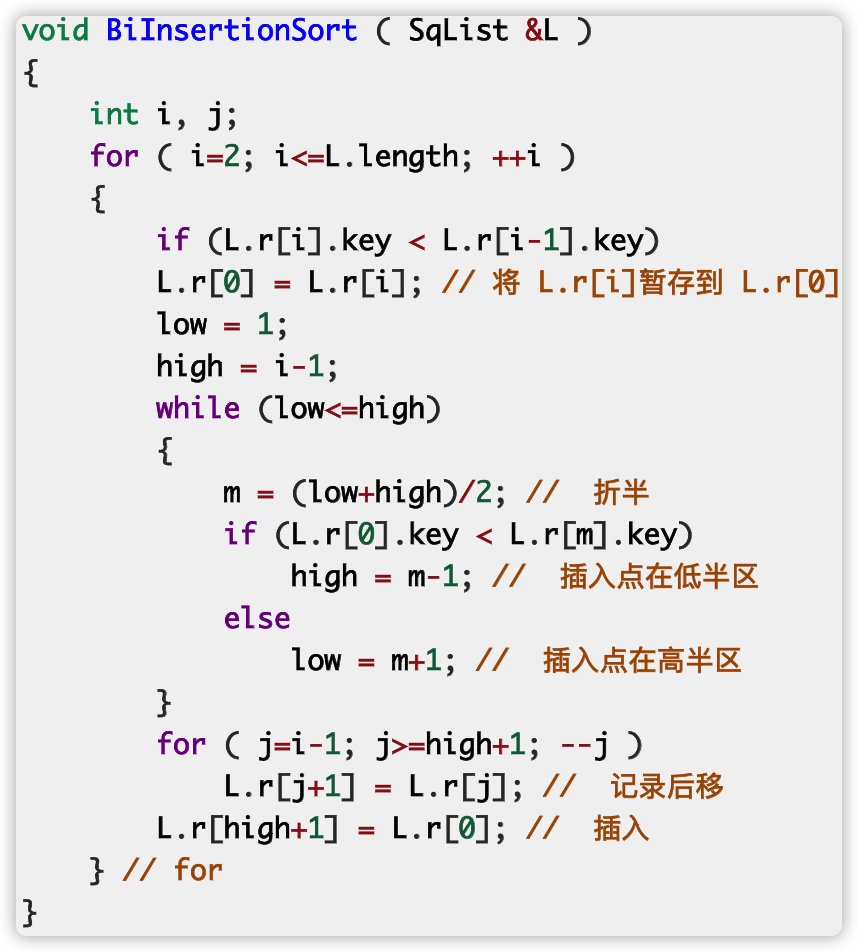 void BiInsertionSort ( SqList &L )
{
    int i, j;
    for ( i=2; i<=L.length; ++i )
    {
        if (L.r[i].key < L.r[i-1].key)
        L.r[0] = L.r[i]; // 将 L.r[i]暂存到 L.r[0]
        low = 1;
        high = i-1;
        while (low<=high)
        {
            m = (low+high)/2; //  折半
            if (L.r[0].key < L.r[m].key)
                high = m-1; //  插入点在低半区
            else
                low = m+1; //  插入点在高半区
        }
        for ( j=i-1; j>=high+1; --j )
            L.r[j+1] = L.r[j]; //  记录后移
        L.r[high+1] = L.r[0]; //  插入
    } // for
}